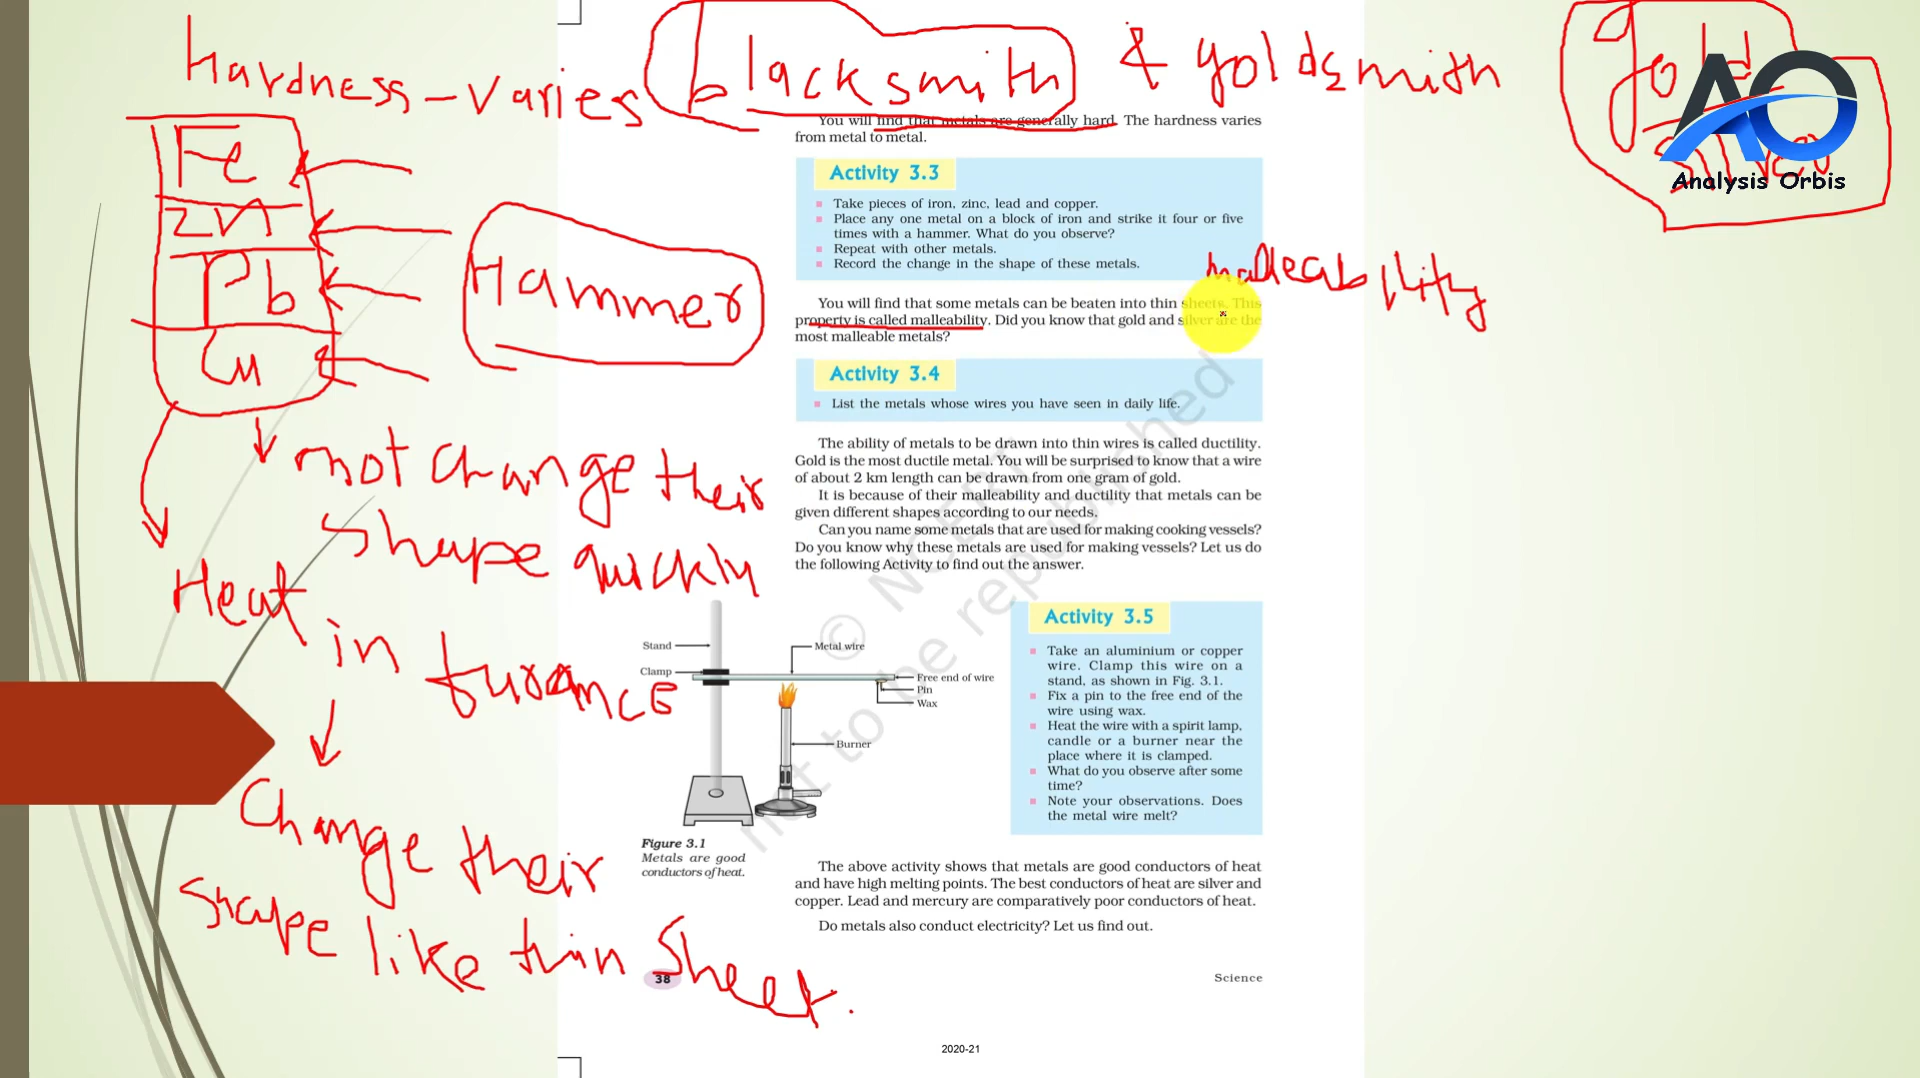 Hardness-Varies blacksmith & goldsmith
gold
silver
AO
Analysis Orbis
Fe
Zn
Pb
Cu
Hammer
not change their
shape quickly
Heat in furance
Change their
shape like thin Sheet.
malleability
You will find that metals are generally hard. The hardness varies
from metal to metal.
Activity 3.3
Take pieces of iron, zinc, lead and copper.
Place any one metal on a block of iron and strike it four or five
times with a hammer. What do you observe?
Repeat with other metals.
Record the change in the shape of these metals.
You will find that some metals can be beaten into thin sheets. This
property is called malleability. Did you know that gold and silver are the
most malleable metals?
Activity 3.4
List the metals whose wires you have seen in daily life.
The ability of metals to be drawn into thin wires is called ductility.
Gold is the most ductile metal. You will be surprised to know that a wire
of about 2 km length can be drawn from one gram of gold.
It is because of their malleability and ductility that metals can be
given different shapes according to our needs.
Can you name some metals that are used for making cooking vessels?
Do you know why these metals are used for making vessels? Let us do
the following Activity to find out the answer.
Stand
Clamp
Metal wire
Free end of wire
Pin
Wax
Burner
Figure 3.1
Metals are good
conductors of heat.
Activity 3.5
Take an aluminium or copper
wire. Clamp this wire on a
stand, as shown in Fig. 3.1.
Fix a pin to the free end of the
wire using wax.
Heat the wire with a spirit lamp,
candle or a burner near the
place where it is clamped.
What do you observe after some
time?
Note your observations. Does
the metal wire melt?
The above activity shows that metals are good conductors of heat
and have high melting points. The best conductors of heat are silver and
copper. Lead and mercury are comparatively poor conductors of heat.
Do metals also conduct electricity? Let us find out.
38
Science
2020-21
© NCERT
not to be republished